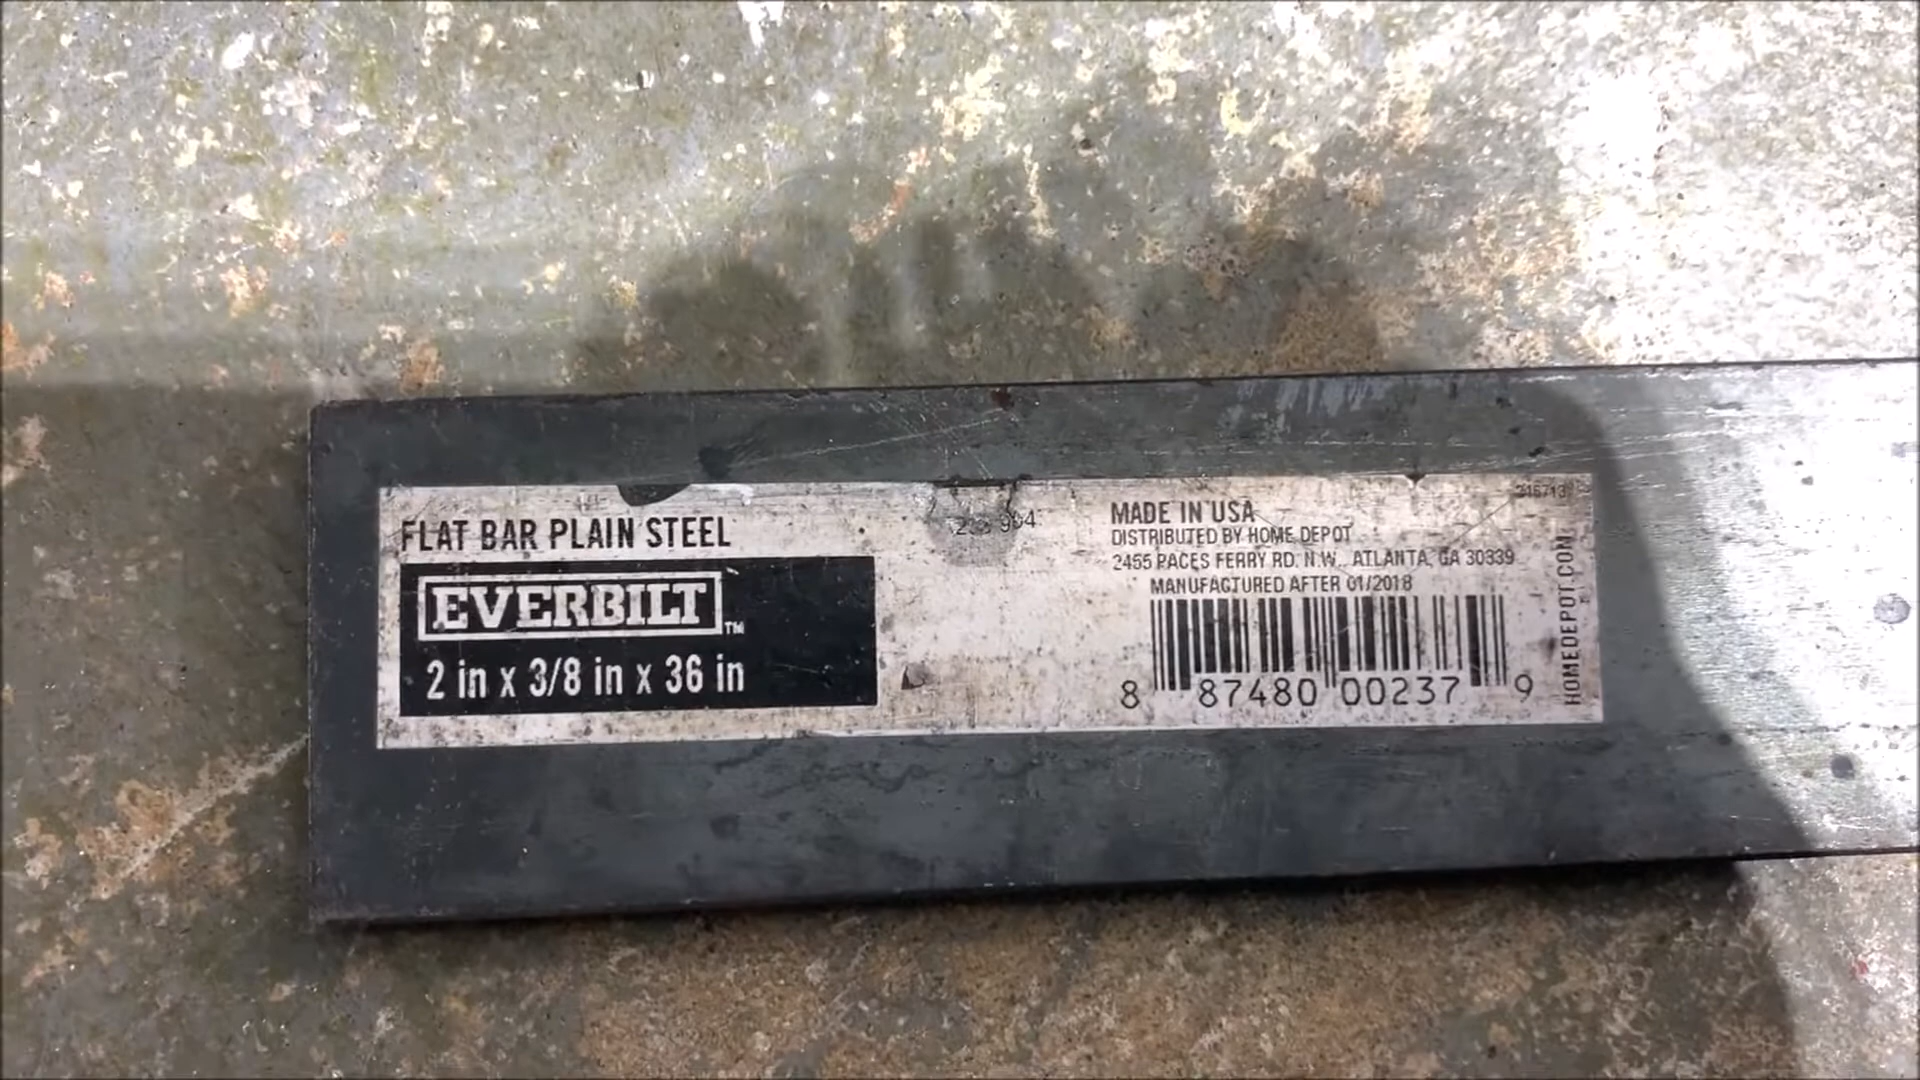 FLAT BAR PLAIN STEEL
EVERBILT™
2 in x 3/8 in x 36 in
MADE IN USA
DISTRIBUTED BY HOME DEPOT
2455 PACES FERRY RD. N.W. ATLANTA, GA 30339
MANUFACTURED AFTER 01/2018
8 87480 00237 9
HOMEDEPOT.COM